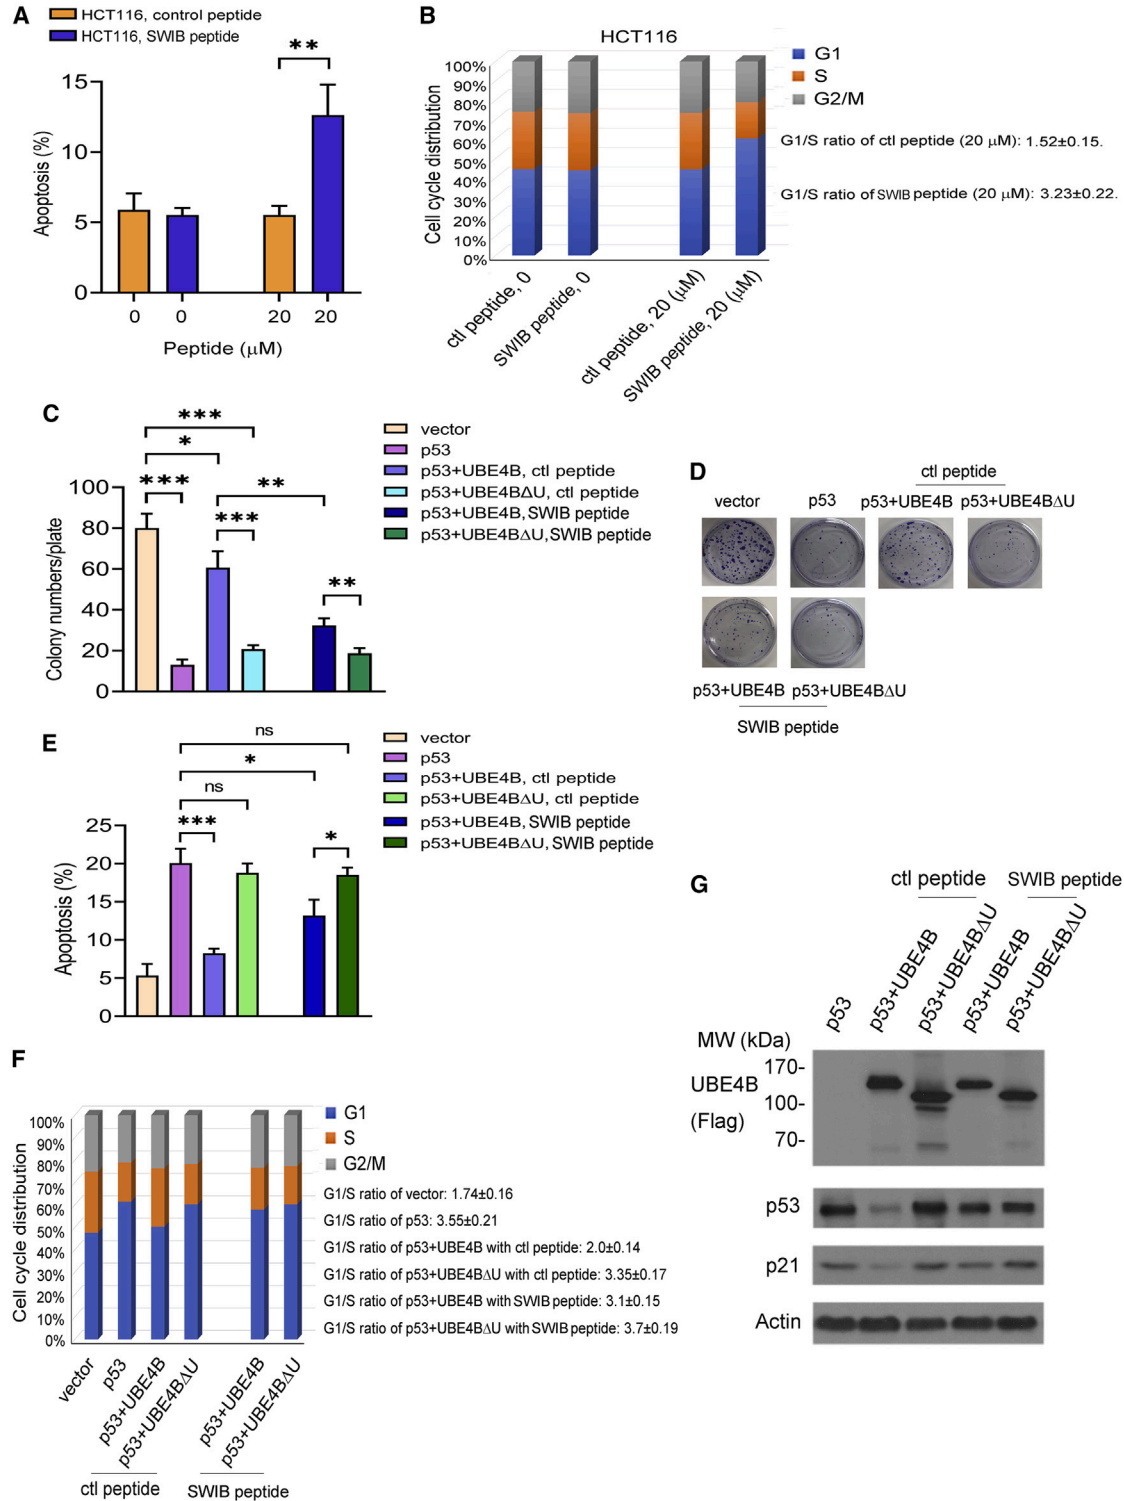 A
HCT116, control peptide
HCT116, SWIB peptide
**
15
10
5
0
Apoptosis (%)
0
0
20
20
Peptide (μM)
B
HCT116
G1
S
G2/M
100%
90%
80%
70%
60%
50%
40%
30%
20%
10%
0%
Cell cycle distribution
G1/S ratio of ctl peptide (20 μM): 1.52±0.15.
G1/S ratio of SWIB peptide (20 μM): 3.23±0.22.
ctl peptide, 0
SWIB peptide, 0
ctl peptide, 20 (μM)
SWIB peptide, 20 (μM)
C
***
*
***
**
***
**
vector
p53
p53+UBE4B, ctl peptide
p53+UBE4BΔU, ctl peptide
p53+UBE4B, SWIB peptide
p53+UBE4BΔU, SWIB peptide
100
80
60
40
20
0
Colony numbers/plate
D
ctl peptide
vector
p53
p53+UBE4B
p53+UBE4BΔU
p53+UBE4B
p53+UBE4BΔU
SWIB peptide
E
ns
*
ns
***
*
vector
p53
p53+UBE4B, ctl peptide
p53+UBE4BΔU, ctl peptide
p53+UBE4B, SWIB peptide
p53+UBE4BΔU, SWIB peptide
25
20
15
10
5
0
Apoptosis (%)
F
100%
90%
80%
70%
60%
50%
40%
30%
20%
10%
0%
Cell cycle distribution
G1
S
G2/M
G1/S ratio of vector: 1.74±0.16
G1/S ratio of p53: 3.55±0.21
G1/S ratio of p53+UBE4B with ctl peptide: 2.0±0.14
G1/S ratio of p53+UBE4BΔU with ctl peptide: 3.35±0.17
G1/S ratio of p53+UBE4B with SWIB peptide: 3.1±0.15
G1/S ratio of p53+UBE4BΔU with SWIB peptide: 3.7±0.19
vector
p53
p53+UBE4B
p53+UBE4BΔU
p53+UBE4B
p53+UBE4BΔU
ctl peptide
SWIB peptide
G
ctl peptide
SWIB peptide
p53
p53+UBE4B
p53+UBE4BΔU
p53+UBE4B
p53+UBE4BΔU
MW (kDa)
170-
UBE4B
100-
(Flag)
70-
p53
p21
Actin